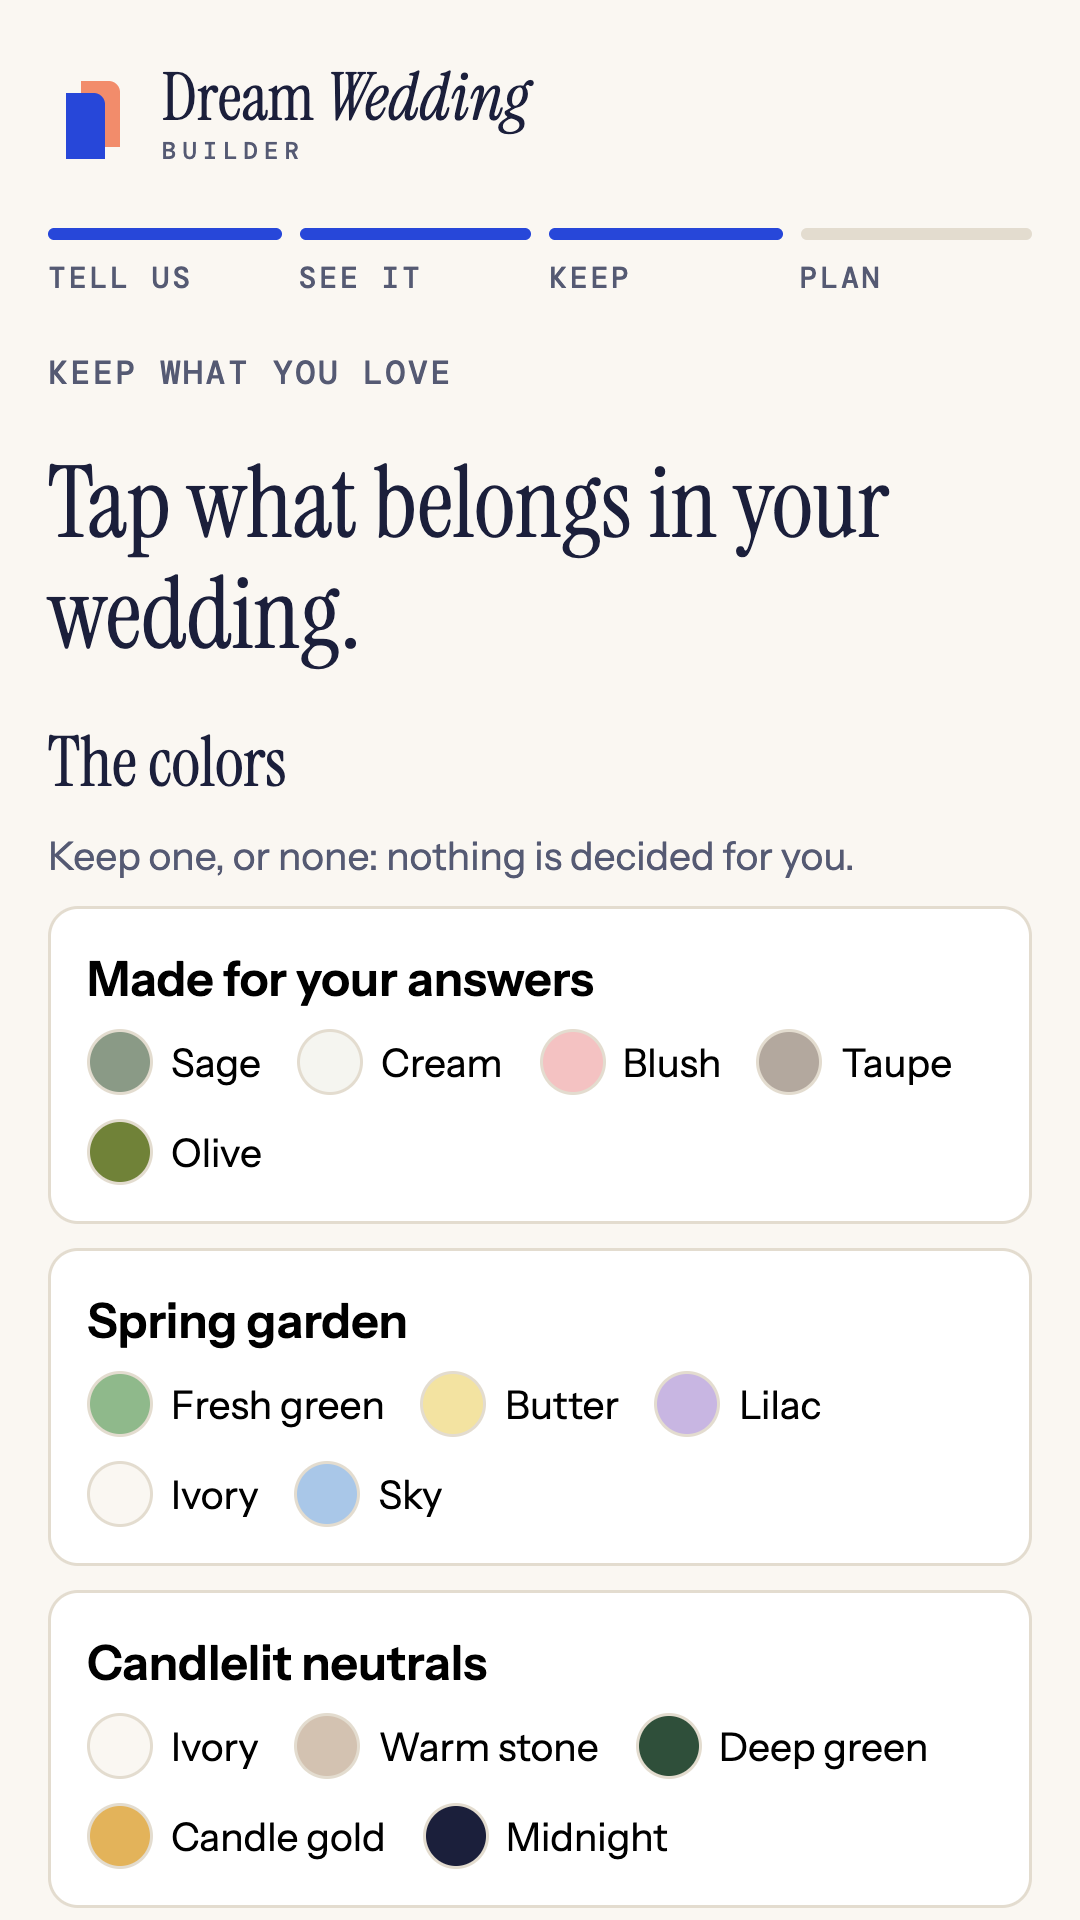 Dream Wedding
BUILDER
TELL US
SEE IT
KEEP
PLAN
KEEP WHAT YOU LOVE
Tap what belongs in your
wedding.
The colors
Keep one, or none: nothing is decided for you.
Made for your answers
Sage
Cream
Blush
Taupe
Olive
Spring garden
Fresh green
Butter
Lilac
Ivory
Sky
Candlelit neutrals
Ivory
Warm stone
Deep green
Candle gold
Midnight